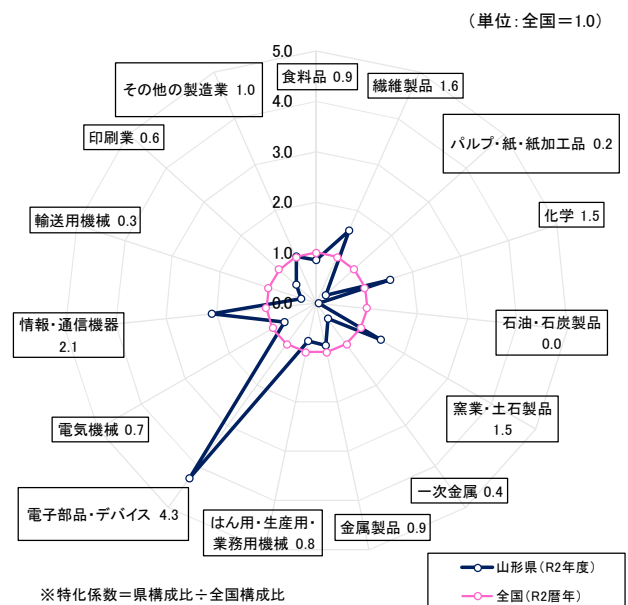 （単位：全国＝1.0）
5.0
4.0
3.0
2.0
1.0
0.0
食料品 0.9
繊維製品 1.6
パルプ・紙・紙加工品 0.2
化学 1.5
石油・石炭製品
0.0
窯業・土石製品
1.5
一次金属 0.4
金属製品 0.9
はん用・生産用・
業務用機械 0.8
電子部品・デバイス 4.3
電気機械 0.7
情報・通信機器
2.1
輸送用機械 0.3
印刷業 0.6
その他の製造業 1.0
山形県（R2年度）
全国（R2暦年）
※特化係数＝県構成比÷全国構成比